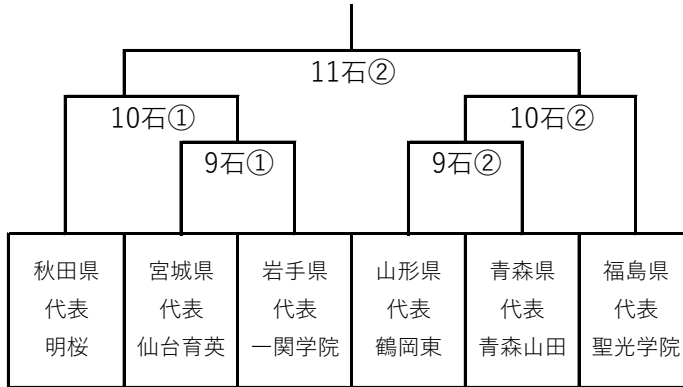 11石②
10石①
10石②
9石①
9石②
秋田県
代表
明桜
宮城県
代表
仙台育英
岩手県
代表
一関学院
山形県
代表
鶴岡東
青森県
代表
青森山田
福島県
代表
聖光学院